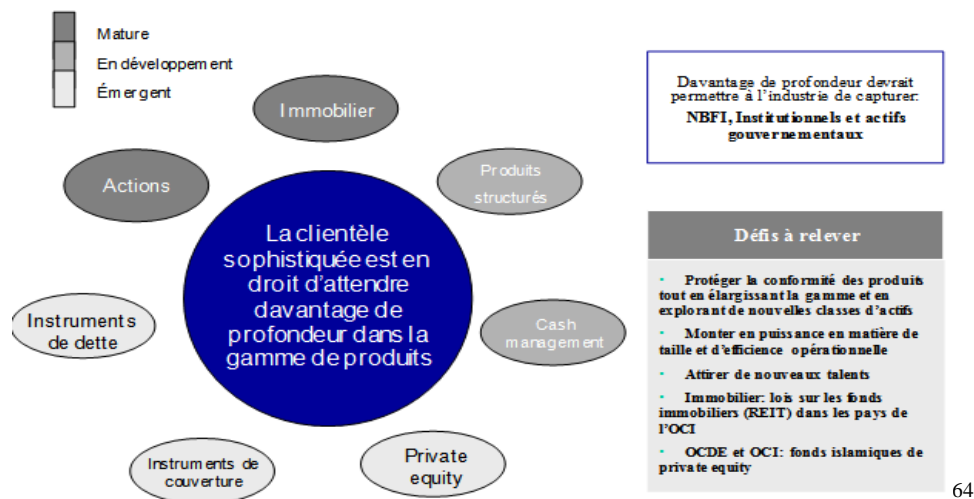 Mature
En développement
Émergent
Immobilier
Actions
Produits
structurés
La clientèle
sophistiquée est en
droit d’attendre
davantage de
profondeur dans la
gamme de produits
Instruments
de dette
Cash
management
Instruments de
couverture
Private
equity
Davantage de profondeur devrait
permettre à l’industrie de capturer:
NBFI, Institutionnels et actifs
gouvernementaux
Défis à relever
• Protéger la conformité des produits
tout en élargissant la gamme et en
explorant de nouvelles classes d’actifs
• Monter en puissance en matière de
taille et d’efficience opérationnelle
• Attirer de nouveaux talents
• Immobilier: lois sur les fonds
immobiliers (REIT) dans les pays de
l’OCI
• OCDE et OCI: fonds islamiques de
private equity
64